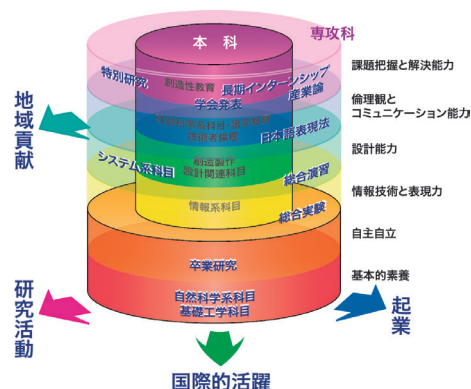 専攻科
本科
課題把握と解決能力
特別研究
創造性教育
長期インターンシップ
産業論
学会発表
倫理観と
コミュニケーション能力
地域貢献
技術者倫理
日本語表現法
設計能力
システム系科目
創造製作
設計関連科目
総合演習
情報技術と表現力
情報系科目
総合実験
自主自立
卒業研究
基本的素養
自然科学系科目
基礎工学科目
研究活動
起業
国際的活躍